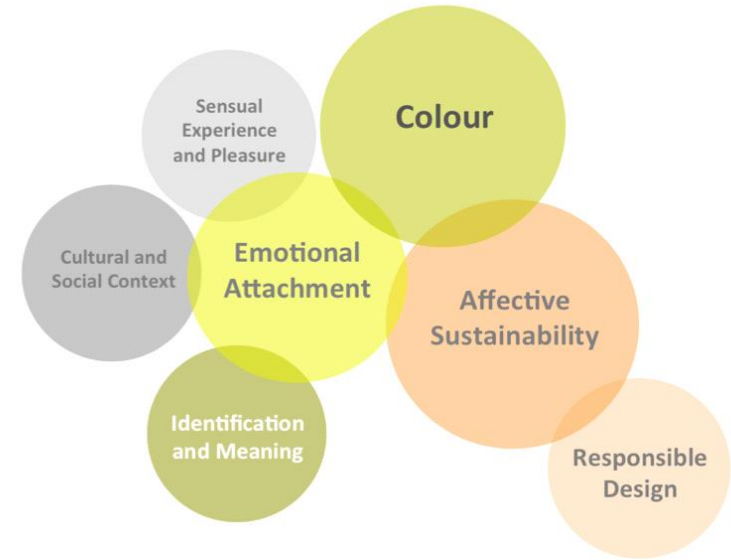 Sensual
Experience
and Pleasure
Colour
Cultural and
Social Context
Emotional
Attachment
Affective
Sustainability
Identification
and Meaning
Responsible
Design